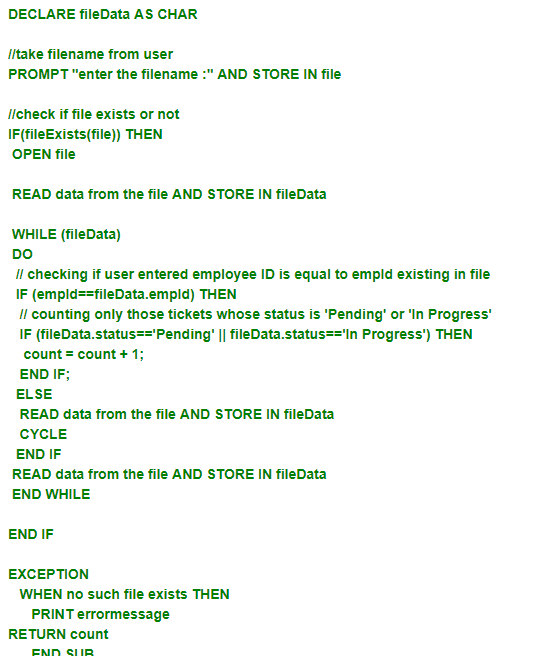 DECLARE fileData AS CHAR
//take filename from user
PROMPT "enter the filename :" AND STORE IN file
//check if file exists or not
IF(fileExists(file)) THEN
OPEN file
READ data from the file AND STORE IN fileData
WHILE (fileData)
DO
// checking if user entered employee ID is equal to empId existing in file
IF (empId==fileData.empId) THEN
// counting only those tickets whose status is 'Pending' or 'In Progress'
IF (fileData.status=='Pending' || fileData.status=='In Progress') THEN
count = count + 1;
END IF;
ELSE
READ data from the file AND STORE IN fileData
CYCLE
END IF
READ data from the file AND STORE IN fileData
END WHILE
END IF
EXCEPTION
WHEN no such file exists THEN
PRINT errormessage
RETURN count
END SUB